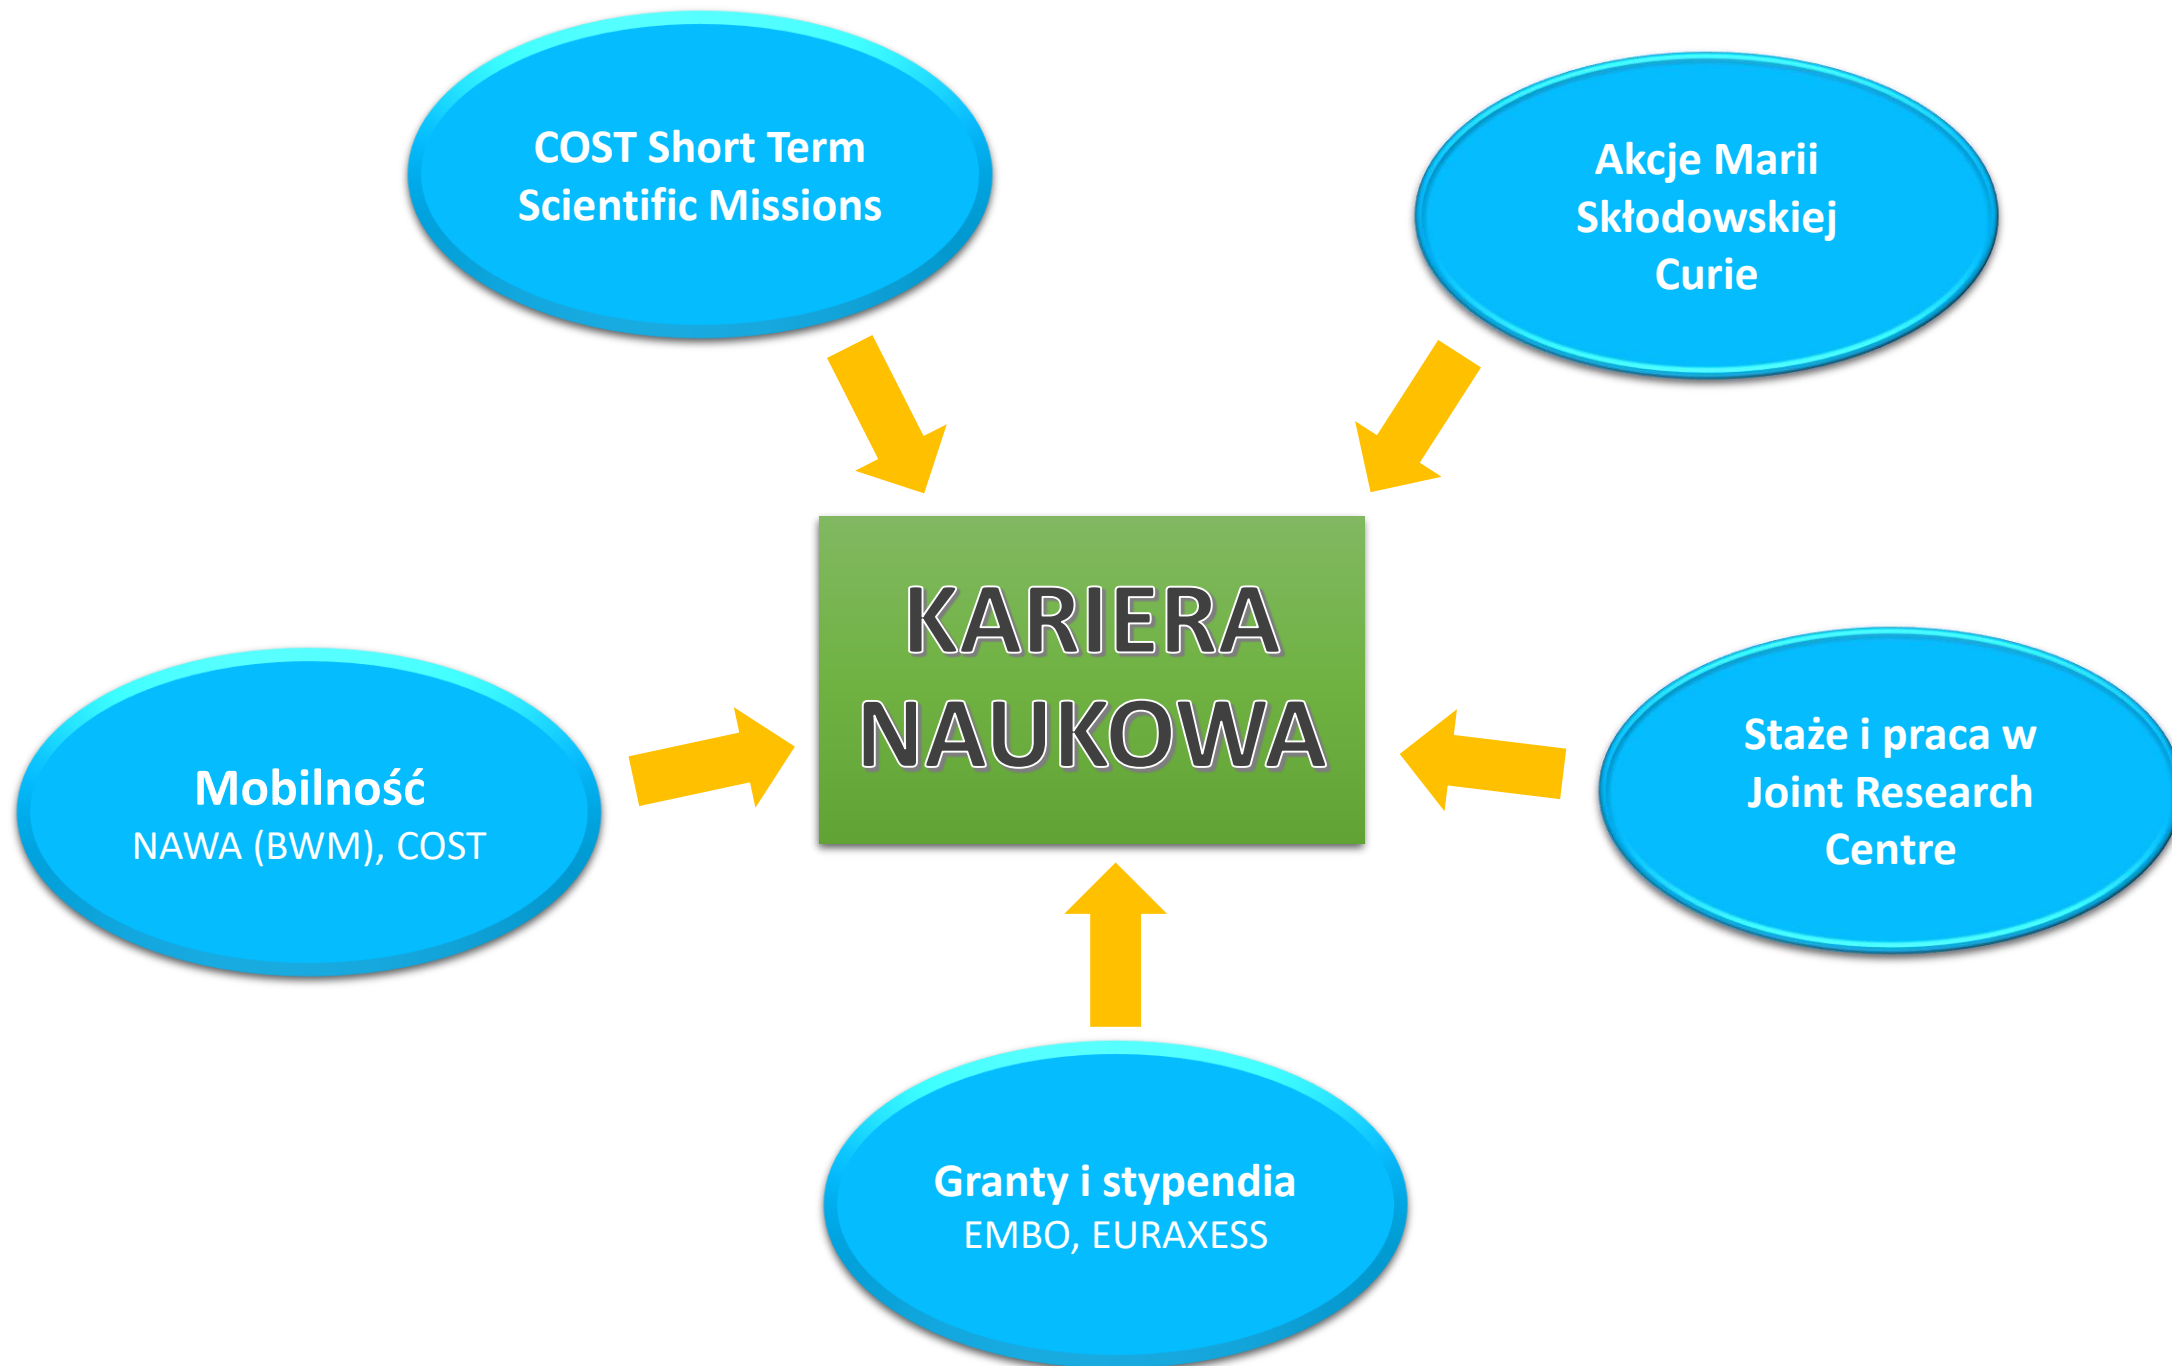 COST Short Term
Scientific Missions
Akcje Marii
Skłodowskiej
Curie
KARIERA
NAUKOWA
Mobilność
NAWA (BWM), COST
Staże i praca w
Joint Research
Centre
Granty i stypendia
EMBO, EURAXESS